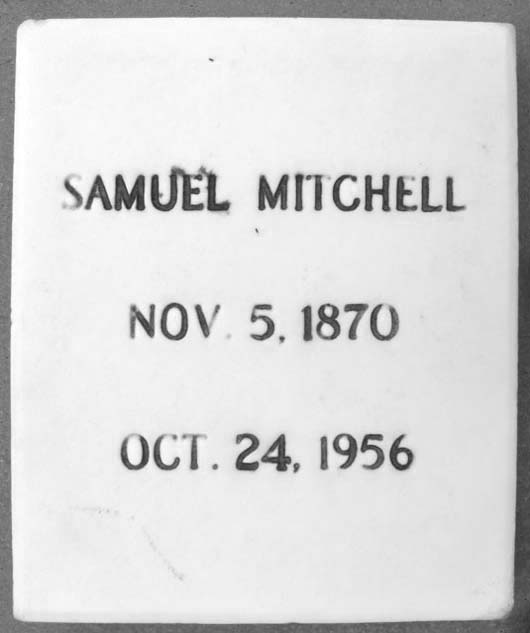 SAMUEL MITCHELL
NOV. 5, 1870
OCT. 24, 1956